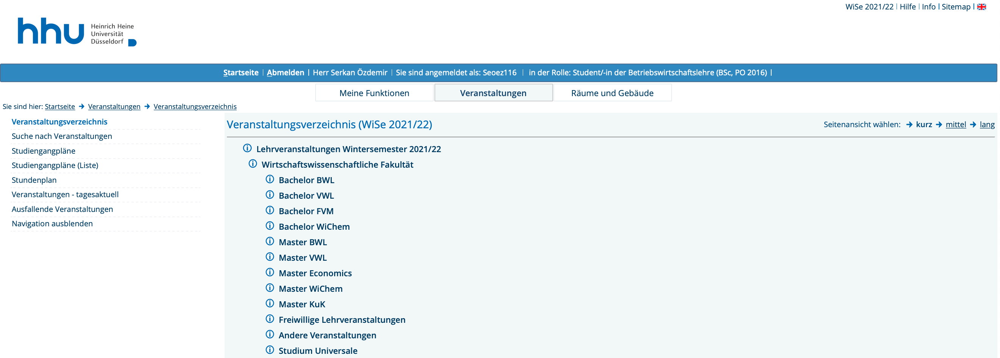 WiSe 2021/22 | Hilfe | Info | Sitemap |
hhu
Heinrich Heine
Universität
Düsseldorf
Startseite | Abmelden | Herr Serkan Özdemir | Sie sind angemeldet als: Seoez116 | in der Rolle: Student/-in der Betriebswirtschaftslehre (BSc, PO 2016) |
Meine Funktionen
Veranstaltungen
Räume und Gebäude
Sie sind hier: Startseite → Veranstaltungen → Veranstaltungsverzeichnis
Veranstaltungsverzeichnis
Suche nach Veranstaltungen
Studiengangpläne
Studiengangpläne (Liste)
Stundenplan
Veranstaltungen - tagesaktuell
Ausfallende Veranstaltungen
Navigation ausblenden
Veranstaltungsverzeichnis (WiSe 2021/22)
Seitenansicht wählen: → kurz → mittel → lang
Lehrveranstaltungen Wintersemester 2021/22
Wirtschaftswissenschaftliche Fakultät
Bachelor BWL
Bachelor VWL
Bachelor FVM
Bachelor WiChem
Master BWL
Master VWL
Master Economics
Master WiChem
Master KuK
Freiwillige Lehrveranstaltungen
Andere Veranstaltungen
Studium Universale